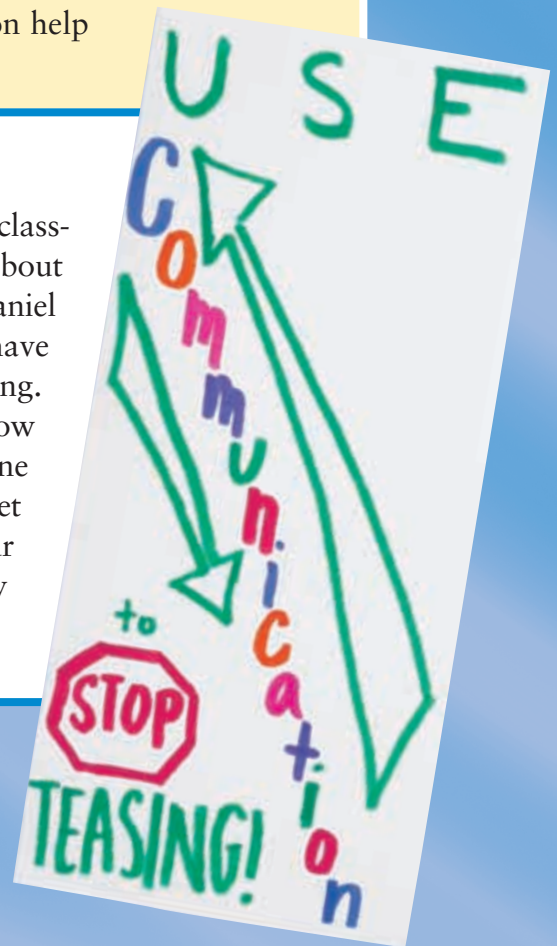 on help
class-
bout
aniel
have
ng.
ow
ne
et
r
y
USE
Communication
to
STOP
TEASING!